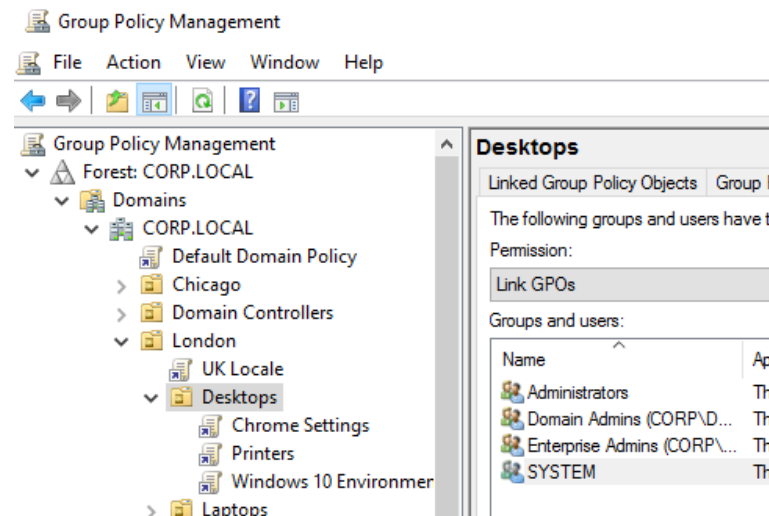 Group Policy Management
File Action View Window Help
Group Policy Management
Forest: CORP.LOCAL
Domains
CORP.LOCAL
Default Domain Policy
Chicago
Domain Controllers
London
UK Locale
Desktops
Chrome Settings
Printers
Windows 10 Environmer
Laptops
Desktops
Linked Group Policy Objects Group
The following groups and users have t
Permission:
Link GPOs
Groups and users:
Name Ap
Administrators Th
Domain Admins (CORP\D... Th
Enterprise Admins (CORP\... Th
SYSTEM Th